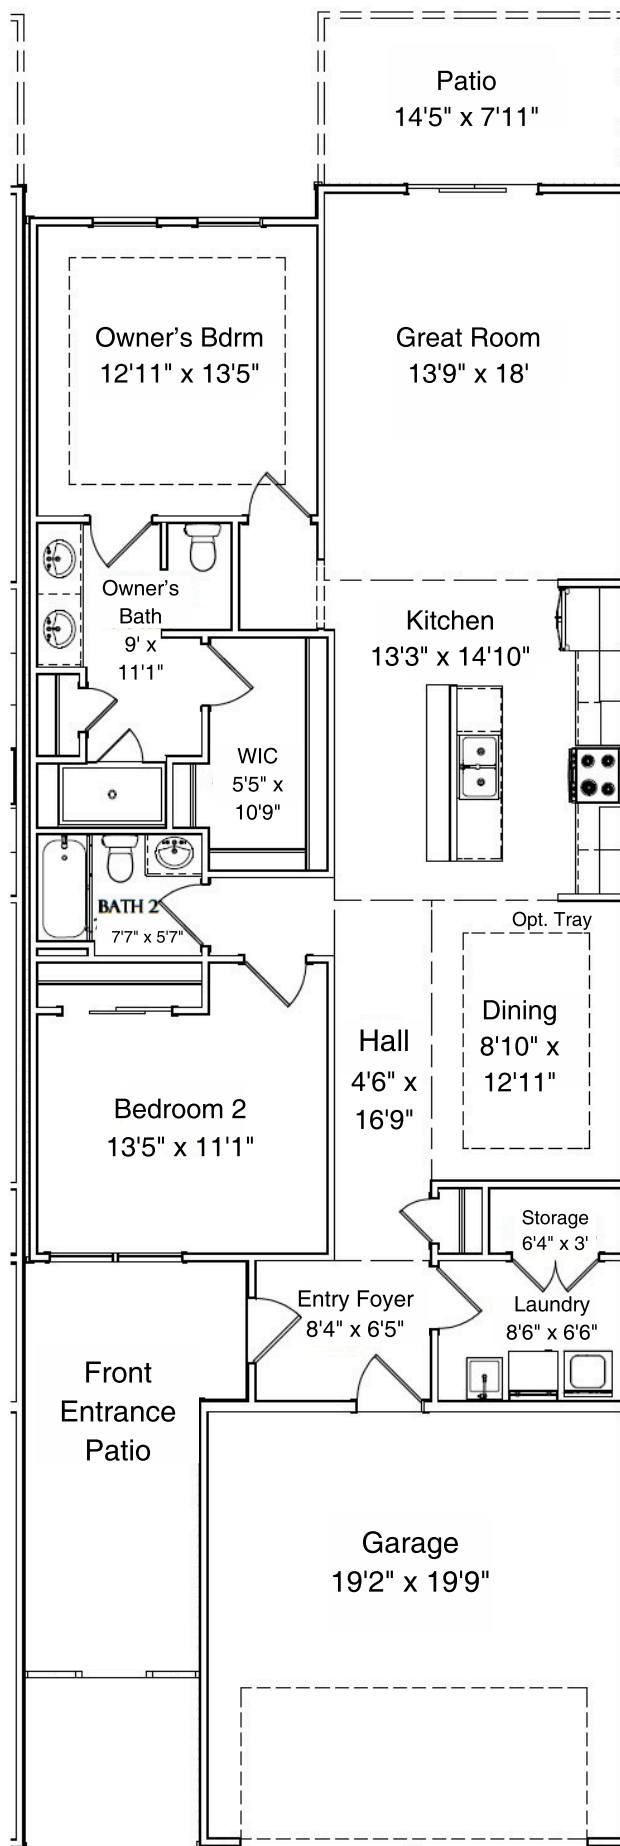 Patio
14'5" x 7'11"
Owner's Bdrm
12'11" x 13'5"
Great Room
13'9" x 18'
Owner's
Bath
9' x
11'1"
Kitchen
13'3" x 14'10"
WIC
5'5" x
10'9"
BATH 2
7'7" x 5'7"
Opt. Tray
Dining
8'10" x
12'11"
Hall
4'6" x
16'9"
Bedroom 2
13'5" x 11'1"
Storage
6'4" x 3'
Entry Foyer
8'4" x 6'5"
Laundry
8'6" x 6'6"
Front
Entrance
Patio
Garage
19'2" x 19'9"